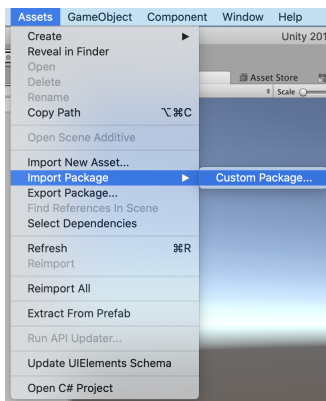 Assets GameObject Component Window Help
Create
Unity 201
Reveal in Finder
Open
Delete
Asset Store
Rename
Scale
Copy Path ⌥⌘C
Open Scene Additive
Import New Asset...
Import Package
Custom Package...
Export Package...
Find References In Scene
Select Dependencies
Refresh ⌘R
Reimport
Reimport All
Extract From Prefab
Run API Updater...
Update UIElements Schema
Open C# Project